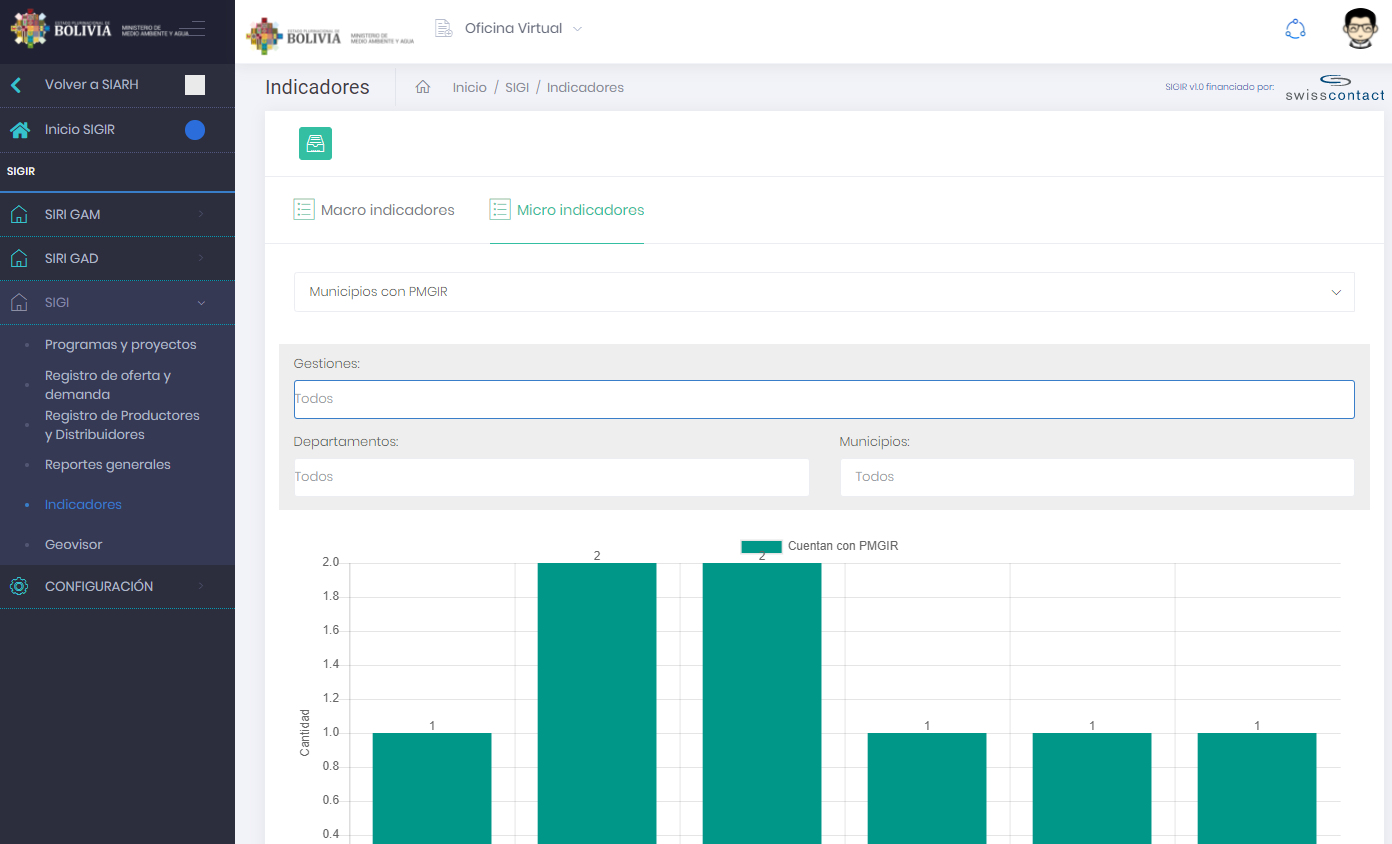 ESTADO PLURINACIONAL DE
BOLIVIA
MINISTERIO DE
MEDIO AMBIENTE Y AGUA
ESTADO PLURINACIONAL DE
BOLIVIA
MINISTERIO DE
MEDIO AMBIENTE Y AGUA
Oficina Virtual
Volver a SIARH
Inicio SIGIR
SIGIR
SIRI GAM
SIRI GAD
SIGI
Programas y proyectos
Registro de oferta y
demanda
Registro de Productores
y Distribuidores
Reportes generales
Indicadores
Geovisor
CONFIGURACIÓN
Indicadores
Inicio / SIGI / Indicadores
SIGIR v1.0 financiado por:
swisscontact
Macro indicadores
Micro indicadores
Municipios con PMGIR
Gestiones:
Todos
Departamentos:
Municipios:
Todos
Todos
Cuentan con PMGIR
2
2
2.0
1.8
1.6
1.4
1.2
1
1
1
1
1.0
0.8
0.6
0.4
Cantidad